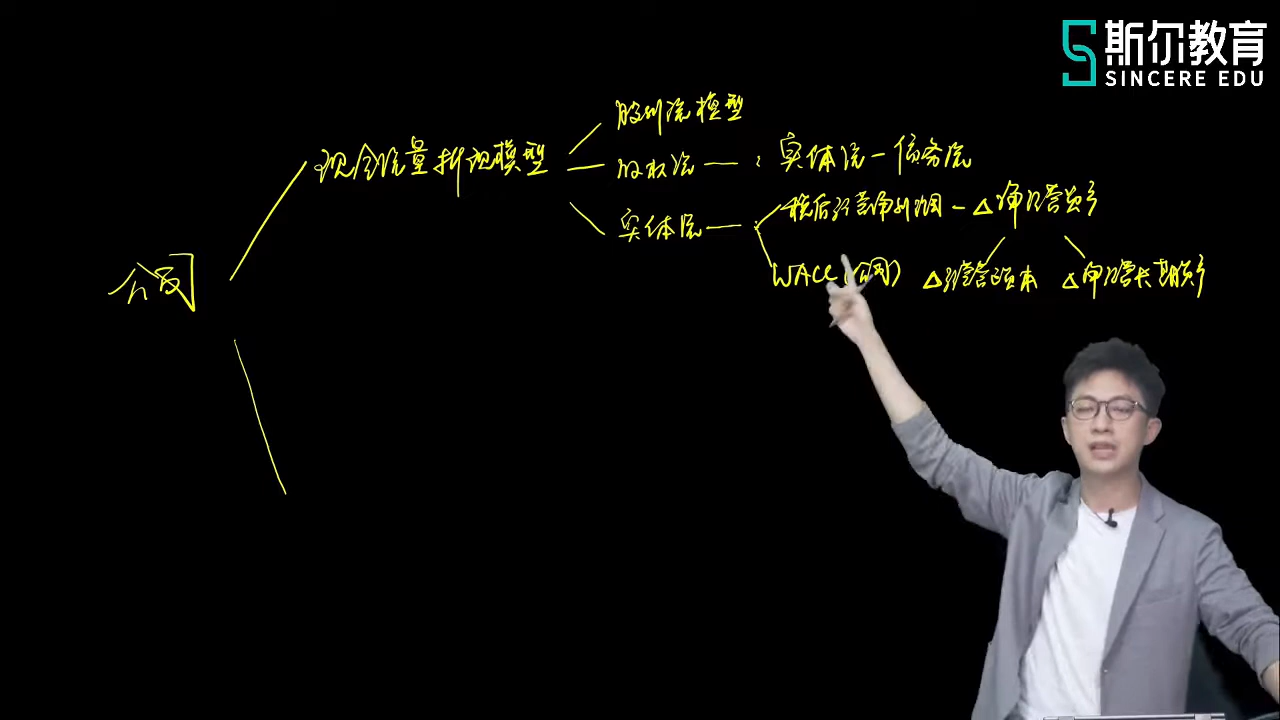 斯尔教育
SINCERE EDU
股利流模型
现金流量折现模型
股权流 — : 实体流 - 债务流
实体流 —
税后经营净利润 - △净经营资产
公司
WACC(公司)
△经营营运资本
△净经营长期资产